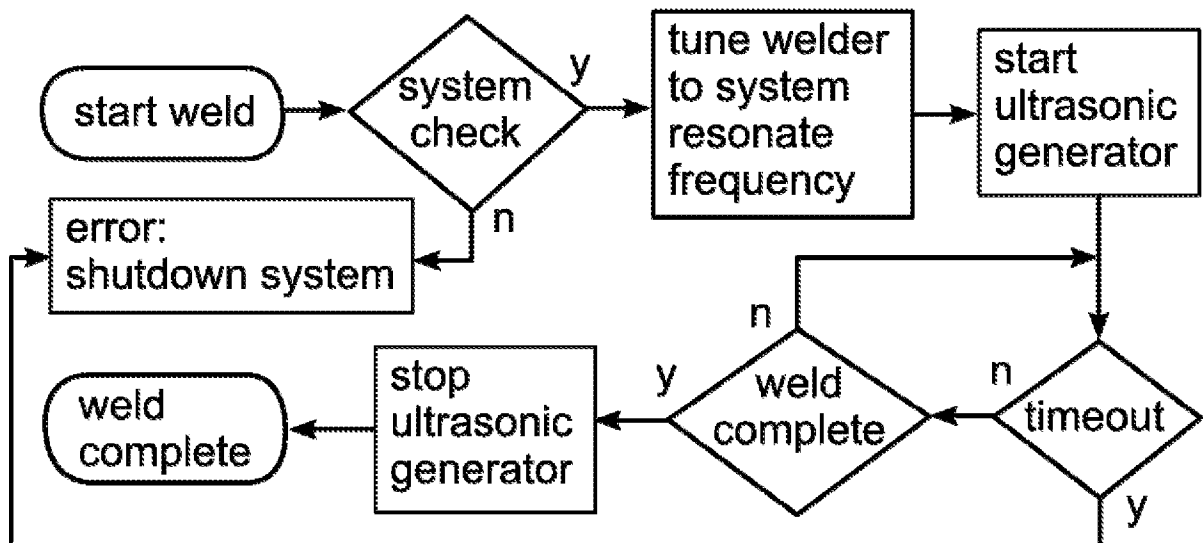 start weld
system
check
y
n
tune welder
to system
resonate
frequency
start
ultrasonic
generator
error:
shutdown system
timeout
n
y
weld
complete
n
y
stop
ultrasonic
generator
weld
complete